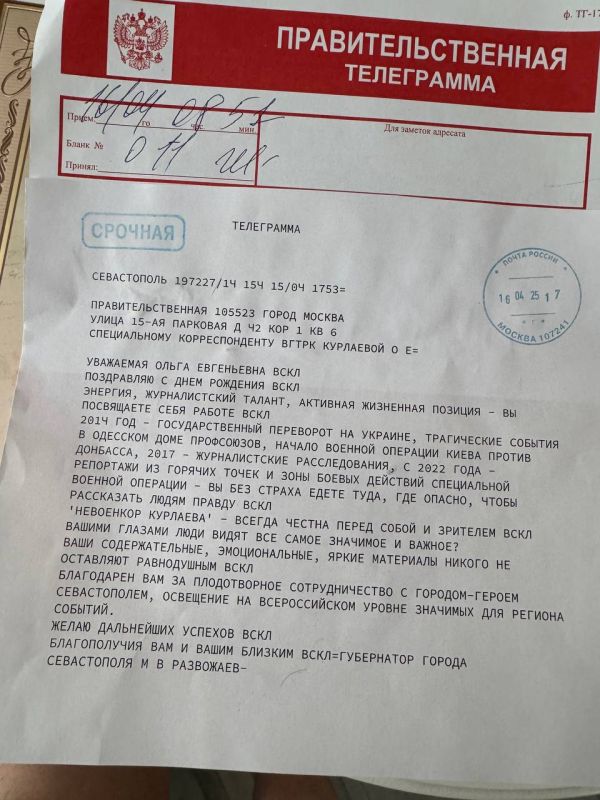 ф. ТГ-17
ПРАВИТЕЛЬСТВЕННАЯ
ТЕЛЕГРАММА
Прием: 16/04 го 08 час. 51 мин.
Для заметок адресата
Бланк № 011
Принял:
СРОЧНАЯ
ТЕЛЕГРАММА
СЕВАСТОПОЛЬ 197227/1Ч 15Ч 15/0Ч 1753=
ПРАВИТЕЛЬСТВЕННАЯ 105523 ГОРОД МОСКВА
УЛИЦА 15-АЯ ПАРКОВАЯ Д Ч2 КОР 1 КВ 6
СПЕЦИАЛЬНОМУ КОРРЕСПОНДЕНТУ ВГТРК КУРЛАЕВОЙ О Е=
ПОЧТА РОССИИ
16 04 25 17
МОСКВА 107241
УВАЖАЕМАЯ ОЛЬГА ЕВГЕНЬЕВНА ВСКЛ
ПОЗДРАВЛЯЮ С ДНЕМ РОЖДЕНИЯ ВСКЛ
ЭНЕРГИЯ, ЖУРНАЛИСТСКИЙ ТАЛАНТ, АКТИВНАЯ ЖИЗНЕННАЯ ПОЗИЦИЯ - ВЫ
ПОСВЯЩАЕТЕ СЕБЯ РАБОТЕ ВСКЛ
201Ч ГОД - ГОСУДАРСТВЕННЫЙ ПЕРЕВОРОТ НА УКРАИНЕ, ТРАГИЧЕСКИЕ СОБЫТИЯ
В ОДЕССКОМ ДОМЕ ПРОФСОЮЗОВ, НАЧАЛО ВОЕННОЙ ОПЕРАЦИИ КИЕВА ПРОТИВ
ДОНБАССА, 2017 - ЖУРНАЛИСТСКИЕ РАССЛЕДОВАНИЯ, С 2022 ГОДА -
РЕПОРТАЖИ ИЗ ГОРЯЧИХ ТОЧЕК И ЗОНЫ БОЕВЫХ ДЕЙСТВИЙ СПЕЦИАЛЬНОЙ
ВОЕННОЙ ОПЕРАЦИИ - ВЫ БЕЗ СТРАХА ЕДЕТЕ ТУДА, ГДЕ ОПАСНО, ЧТОБЫ
РАССКАЗАТЬ ЛЮДЯМ ПРАВДУ ВСКЛ
'НЕВОЕНКОР КУРЛАЕВА' - ВСЕГДА ЧЕСТНА ПЕРЕД СОБОЙ И ЗРИТЕЛЕМ ВСКЛ
ВАШИМИ ГЛАЗАМИ ЛЮДИ ВИДЯТ ВСЕ САМОЕ ЗНАЧИМОЕ И ВАЖНОЕ?
ВАШИ СОДЕРЖАТЕЛЬНЫЕ, ЭМОЦИОНАЛЬНЫЕ, ЯРКИЕ МАТЕРИАЛЫ НИКОГО НЕ
ОСТАВЛЯЮТ РАВНОДУШНЫМ ВСКЛ
БЛАГОДАРЕН ВАМ ЗА ПЛОДОТВОРНОЕ СОТРУДНИЧЕСТВО С ГОРОДОМ-ГЕРОЕМ
СЕВАСТОПОЛЕМ, ОСВЕЩЕНИЕ НА ВСЕРОССИЙСКОМ УРОВНЕ ЗНАЧИМЫХ ДЛЯ РЕГИОНА
СОБЫТИЙ.
ЖЕЛАЮ ДАЛЬНЕЙШИХ УСПЕХОВ ВСКЛ
БЛАГОПОЛУЧИЯ ВАМ И ВАШИМ БЛИЗКИМ ВСКЛ=ГУБЕРНАТОР ГОРОДА
СЕВАСТОПОЛЯ М В РАЗВОЖАЕВ-